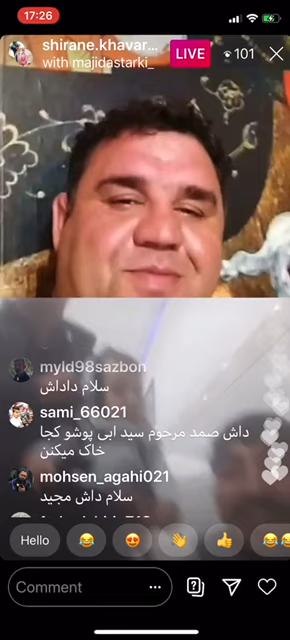 17:26
shirane.khavar...
LIVE
101
with majidastarki_
myld98sazbon
سلام داداش
sami_66021
داش صمد مرحوم سید ابی پوشو کجا
خاک میکنن
mohsen_agahi021
سلام داش مجید
Hello
Comment